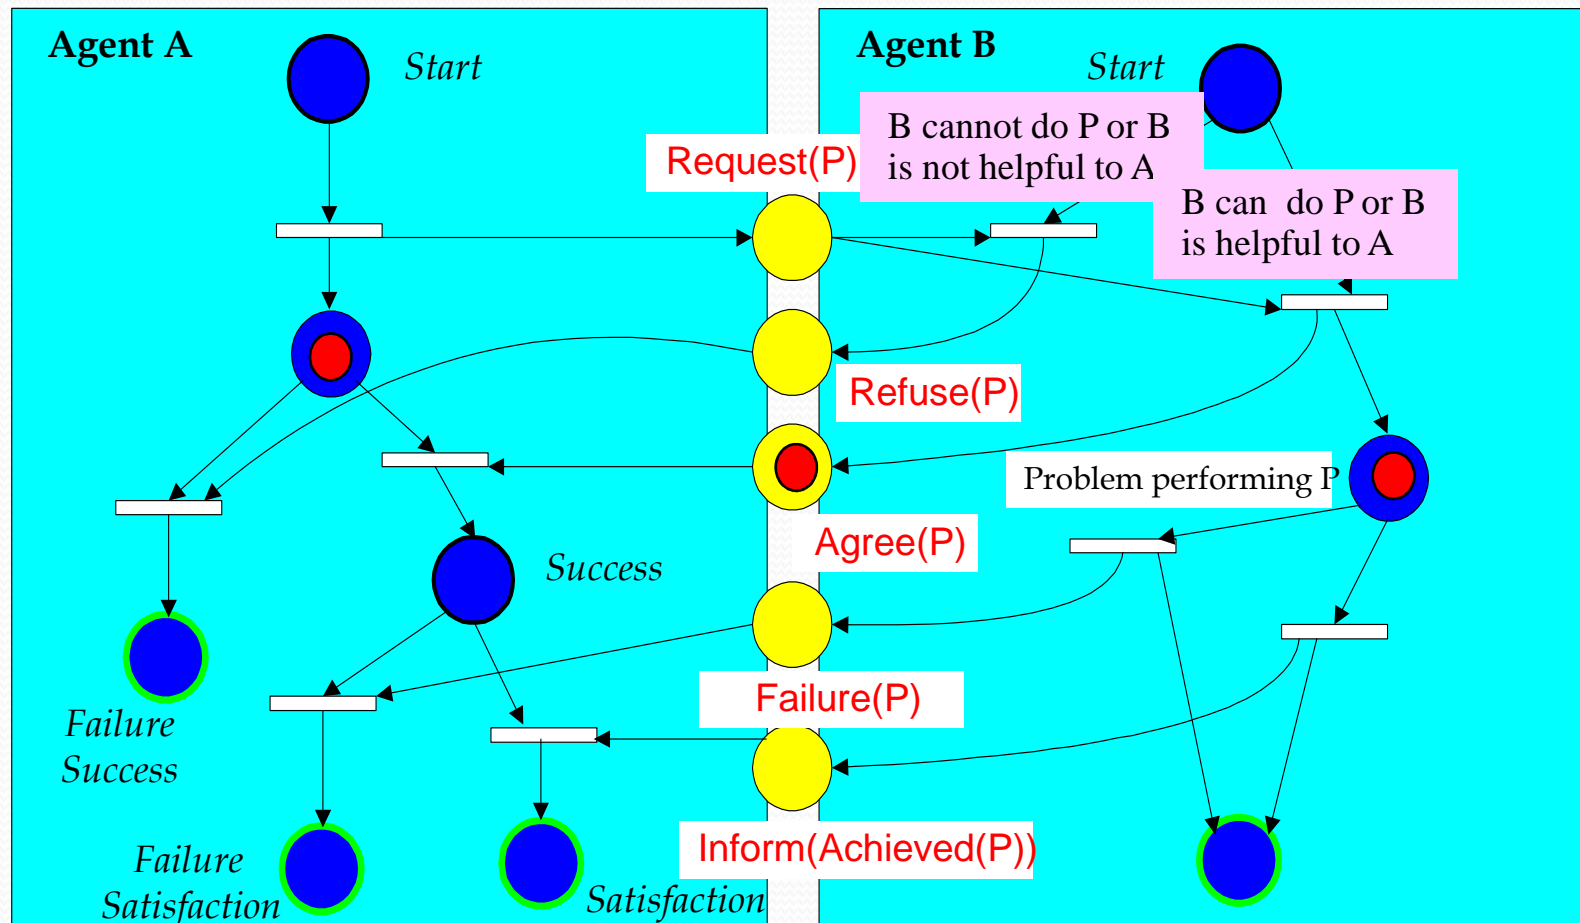 Agent A
Start
Agent B
Start
Request(P)
B cannot do P or B
is not helpful to A
B can do P or B
is helpful to A
Refuse(P)
Problem performing P
Agree(P)
Success
Failure(P)
Failure
Success
Inform(Achieved(P))
Failure
Satisfaction
Satisfaction